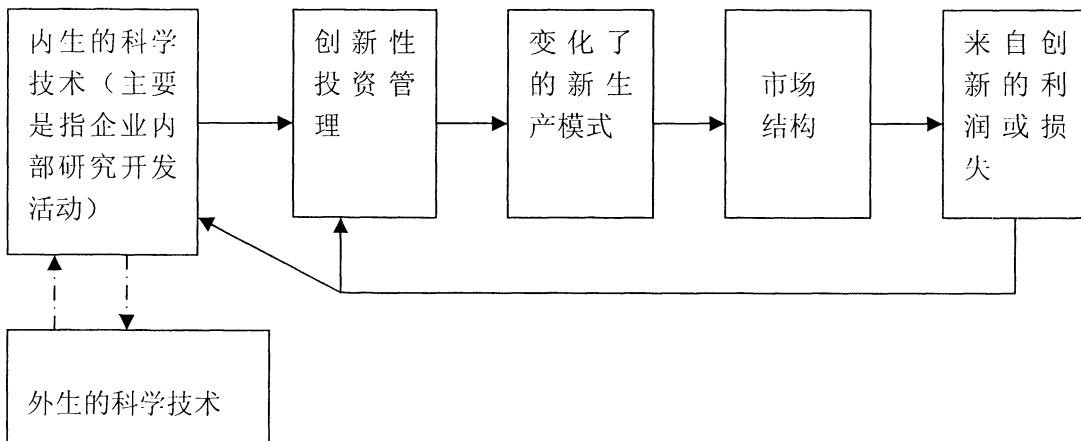 内生的科学
技术（主要
是指企业内
部研究开发
活动）
创新性
投资管
理
变化了
的新生
产模式
市场
结构
来自创
新的利
润或损
失
外生的科学技术